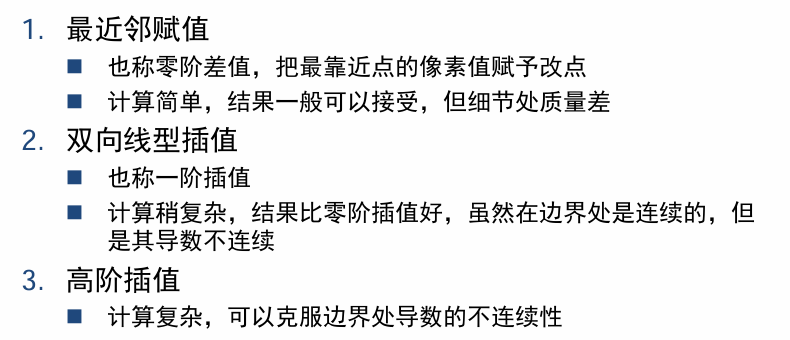 1. 最近邻赋值
■ 也称零阶差值，把最靠近点的像素值赋予改点
■ 计算简单，结果一般可以接受，但细节处质量差
2. 双向线型插值
■ 也称一阶插值
■ 计算稍复杂，结果比零阶插值好，虽然在边界处是连续的，但
是其导数不连续
3. 高阶插值
■ 计算复杂，可以克服边界处导数的不连续性